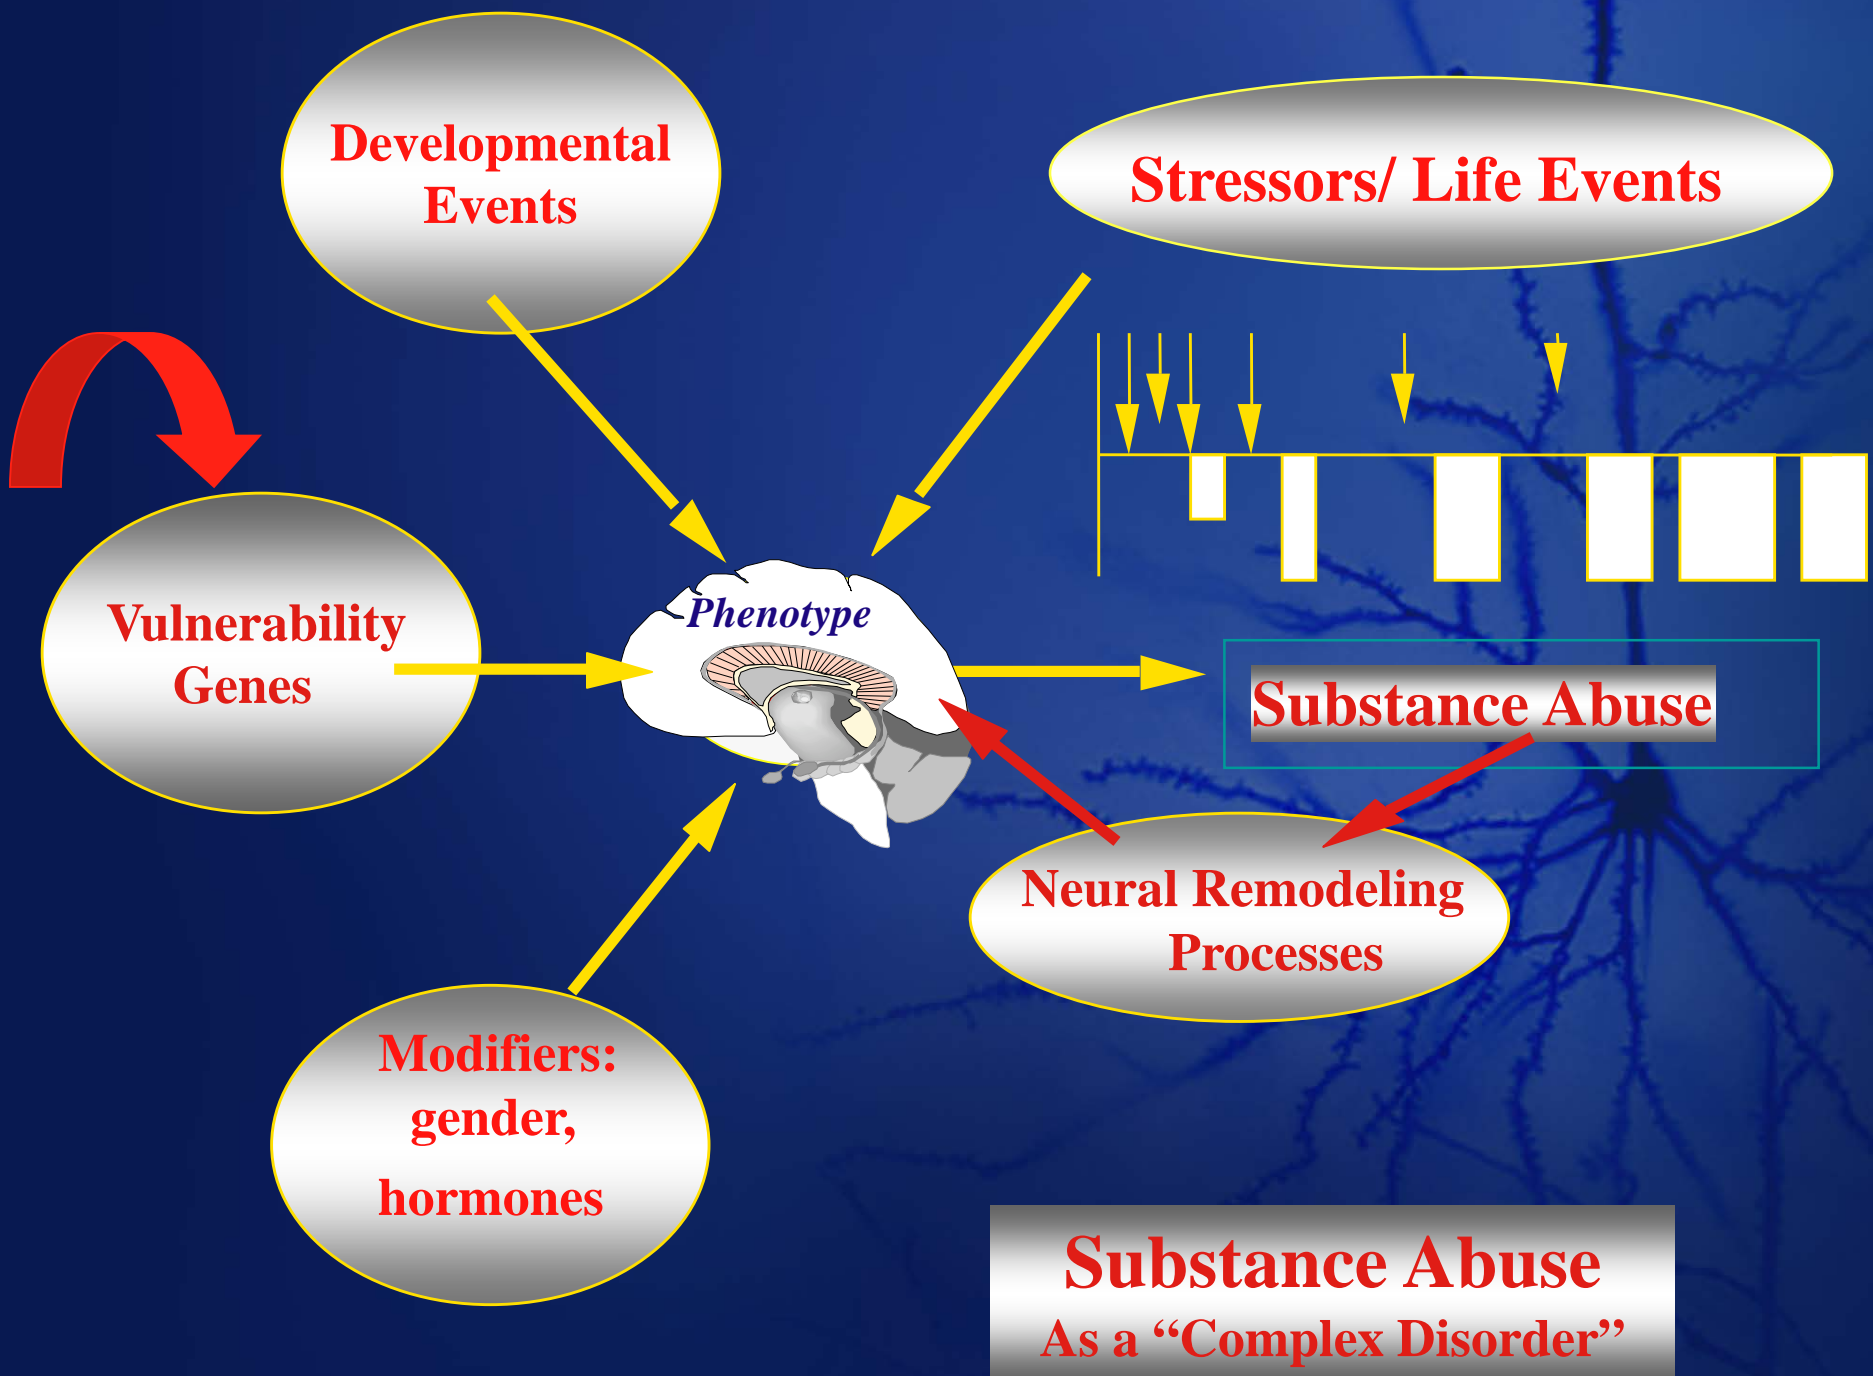 Developmental
Events
Stressors/ Life Events
Vulnerability
Genes
Phenotype
Substance Abuse
Neural Remodeling
Processes
Modifiers:
gender,
hormones
Substance Abuse
As a “Complex Disorder”